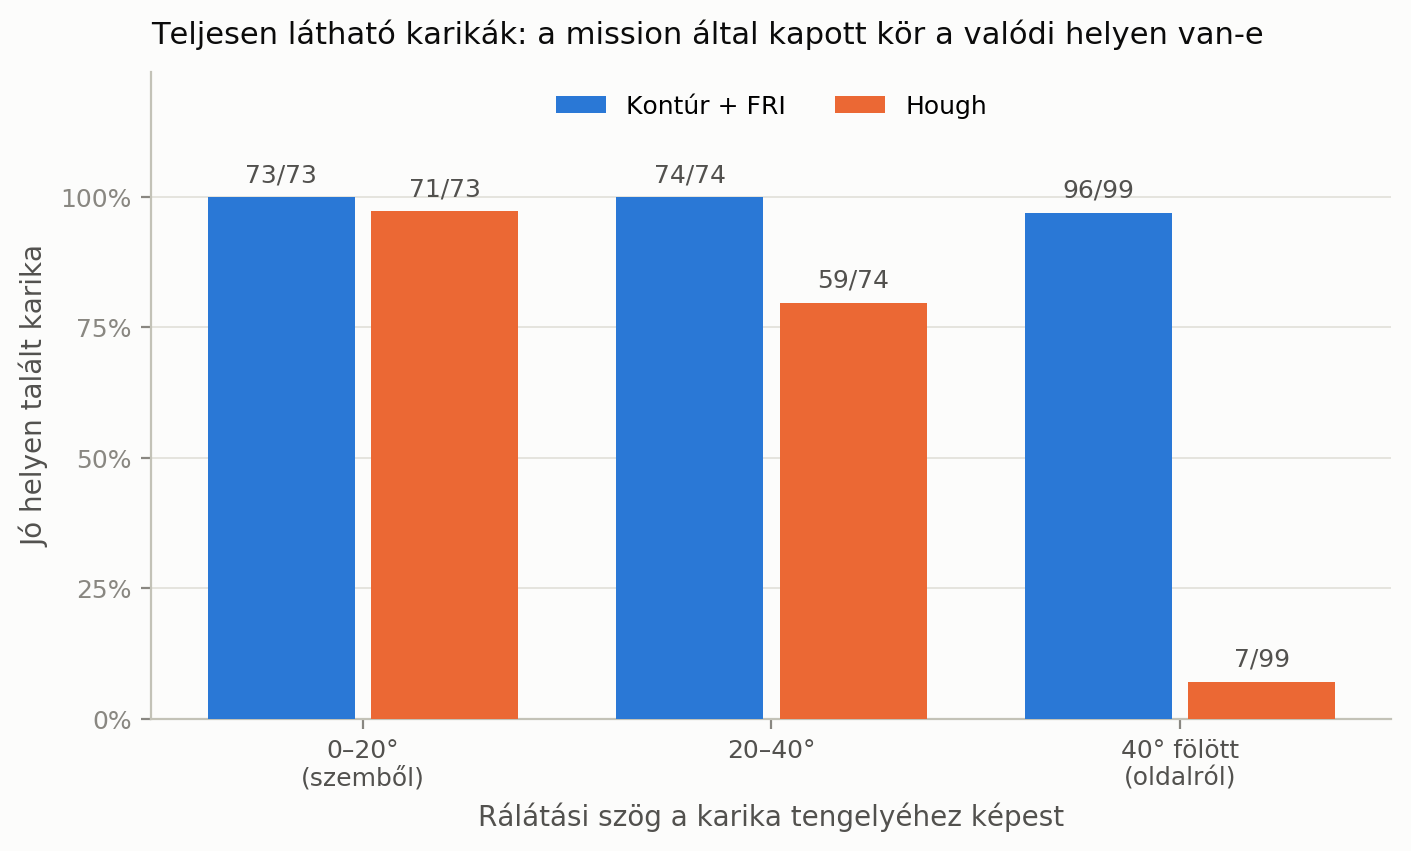 Teljesen látható karikák: a mission által kapott kör a valódi helyen van-e
Kontúr + FRI
Hough
73/73
71/73
74/74
59/74
96/99
7/99
100%
75%
50%
25%
0%
Jó helyen talált karika
0–20°
(szemből)
20–40°
40° fölött
(oldalról)
Rálátási szög a karika tengelyéhez képest